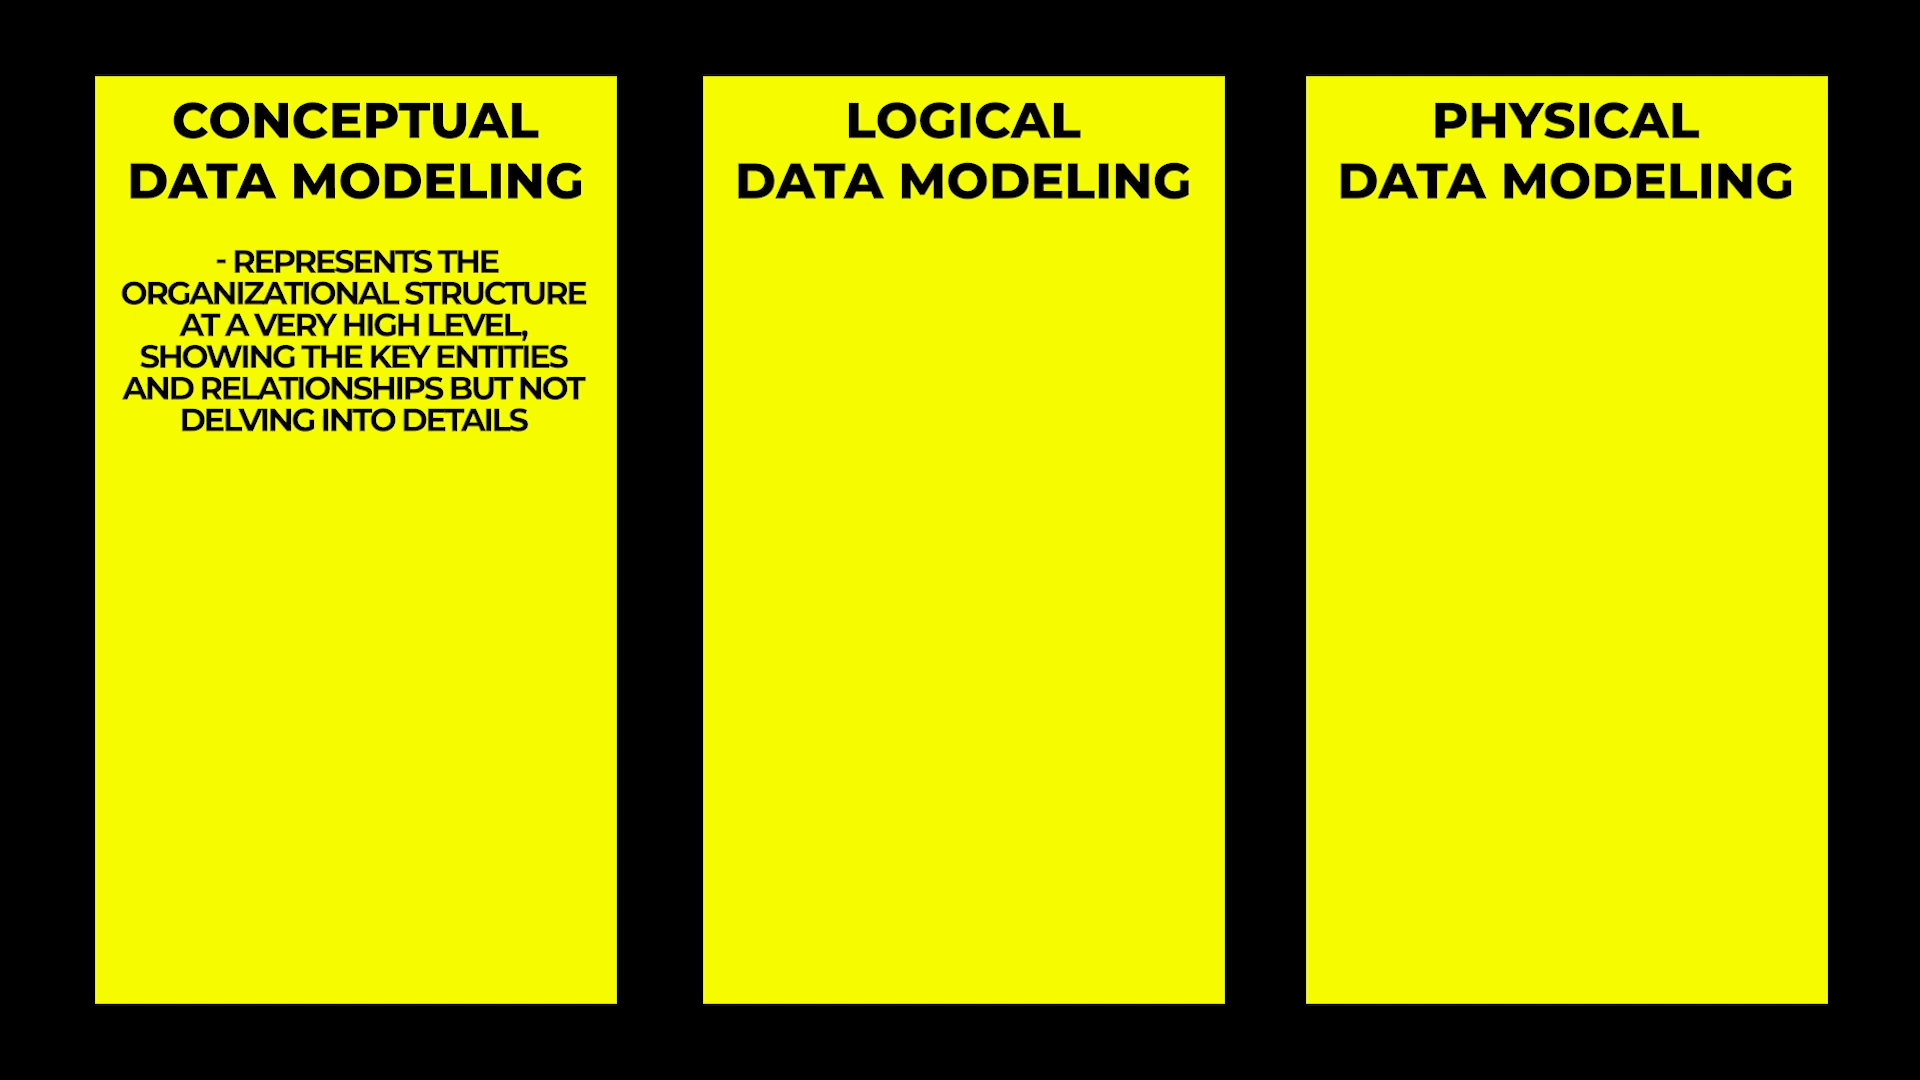 CONCEPTUAL
DATA MODELING
- REPRESENTS THE
ORGANIZATIONAL STRUCTURE
AT A VERY HIGH LEVEL,
SHOWING THE KEY ENTITIES
AND RELATIONSHIPS BUT NOT
DELVING INTO DETAILS
LOGICAL
DATA MODELING
PHYSICAL
DATA MODELING